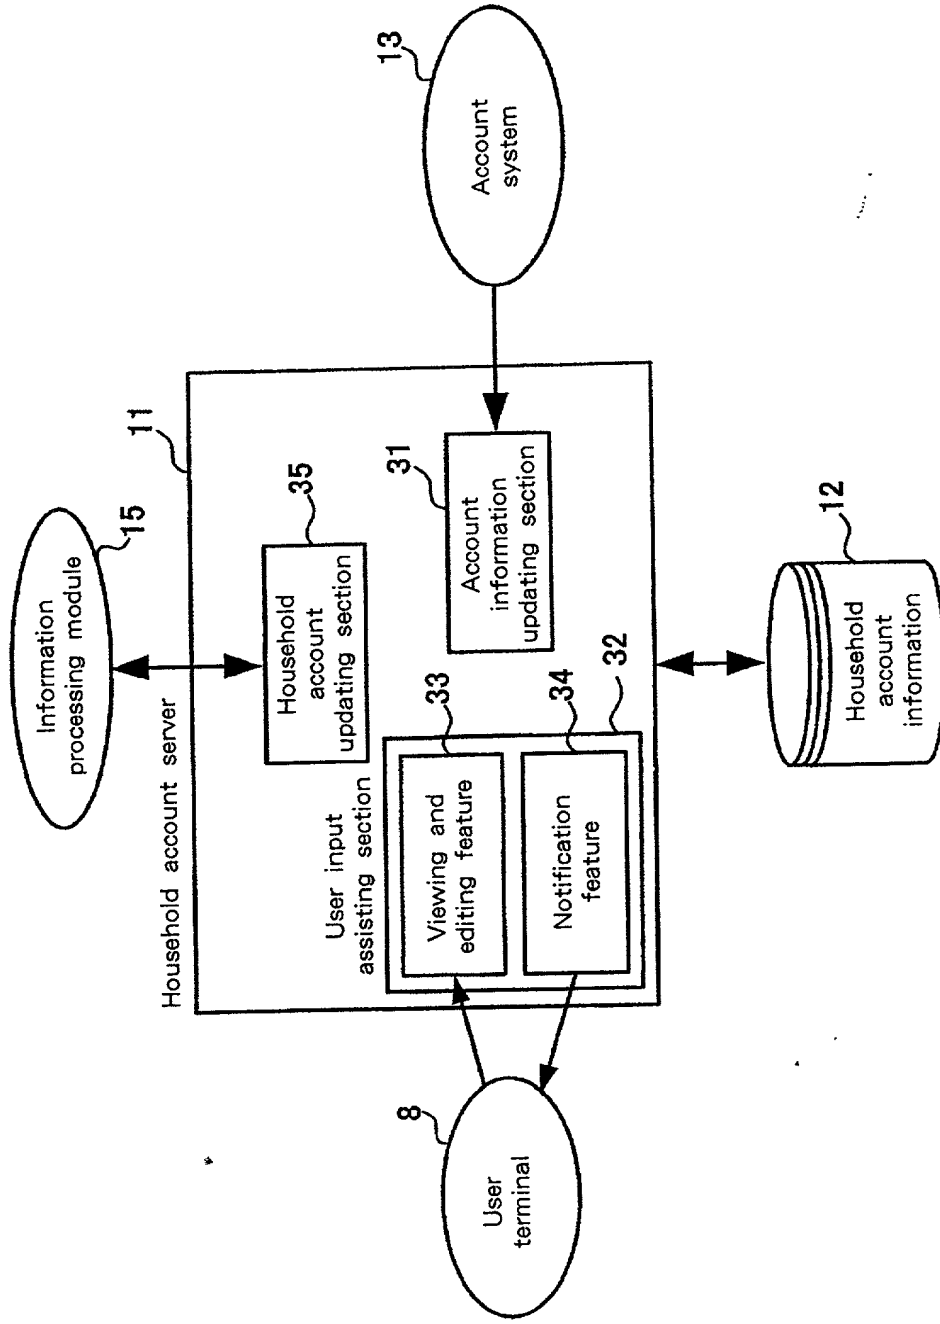 Information
processing module
15
Household account server
11
Household
account
updating section
35
User input
assisting section
Viewing and
editing feature
33
Notification
feature
34
32
Account
information
updating section
31
Account
system
13
User
terminal
8
Household
account
information
12